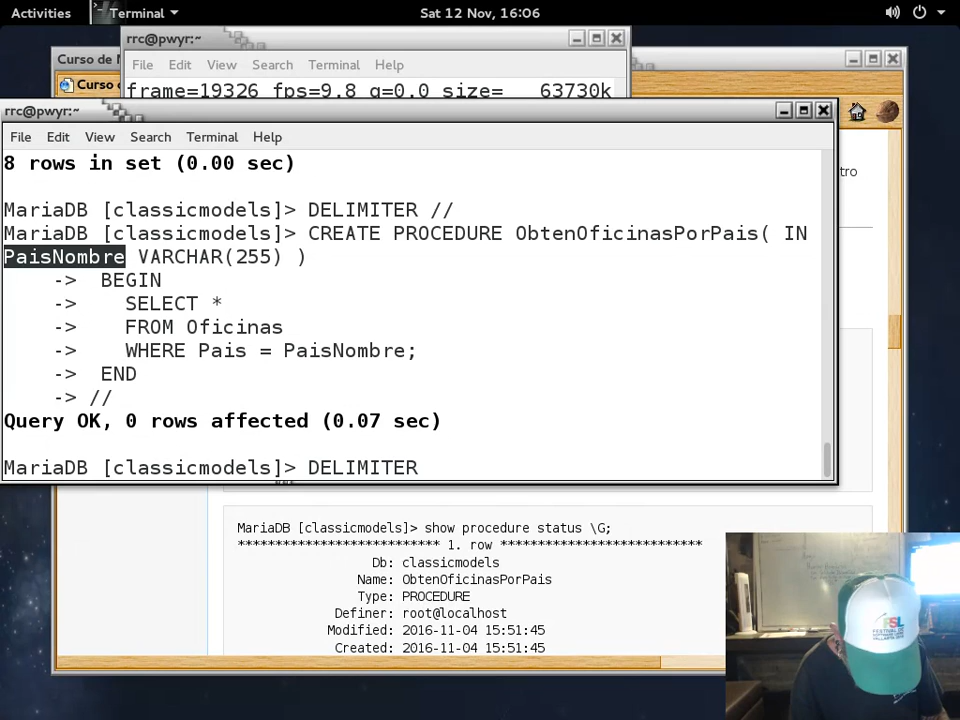 Activities
Terminal
Sat 12 Nov, 16:06
rrc@pwyr:~
Curso de
File Edit View Search Terminal Help
Curso
frame=19326 fps=9.8 q=0.0 size= 63730k
rrc@pwyr:~
File Edit View Search Terminal Help
tro
8 rows in set (0.00 sec)
MariaDB [classicmodels]> DELIMITER //
MariaDB [classicmodels]> CREATE PROCEDURE ObtenOficinasPorPais( IN
PaisNombre VARCHAR(255) )
-> BEGIN
-> SELECT *
-> FROM Oficinas
-> WHERE Pais = PaisNombre;
-> END
-> //
Query OK, 0 rows affected (0.07 sec)
MariaDB [classicmodels]> DELIMITER
MariaDB [classicmodels]> show procedure status \G;
*************************** 1. row ***************************
Db: classicmodels
Name: ObtenOficinasPorPais
Type: PROCEDURE
Definer: root@localhost
Modified: 2016-11-04 15:51:45
Created: 2016-11-04 15:51:45
FSL